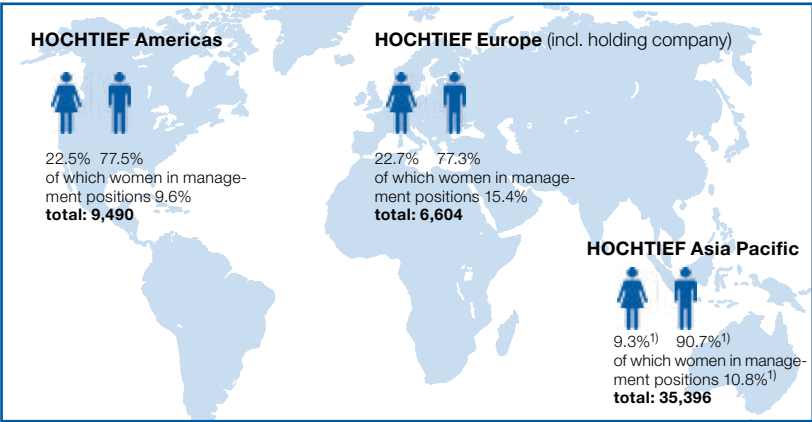 HOCHTIEF Americas
22.5% 77.5%
of which women in manage-
ment positions 9.6%
total: 9,490
HOCHTIEF Europe (incl. holding company)
22.7% 77.3%
of which women in manage-
ment positions 15.4%
total: 6,604
HOCHTIEF Asia Pacific
9.3%1) 90.7%1)
of which women in manage-
ment positions 10.8%1)
total: 35,396